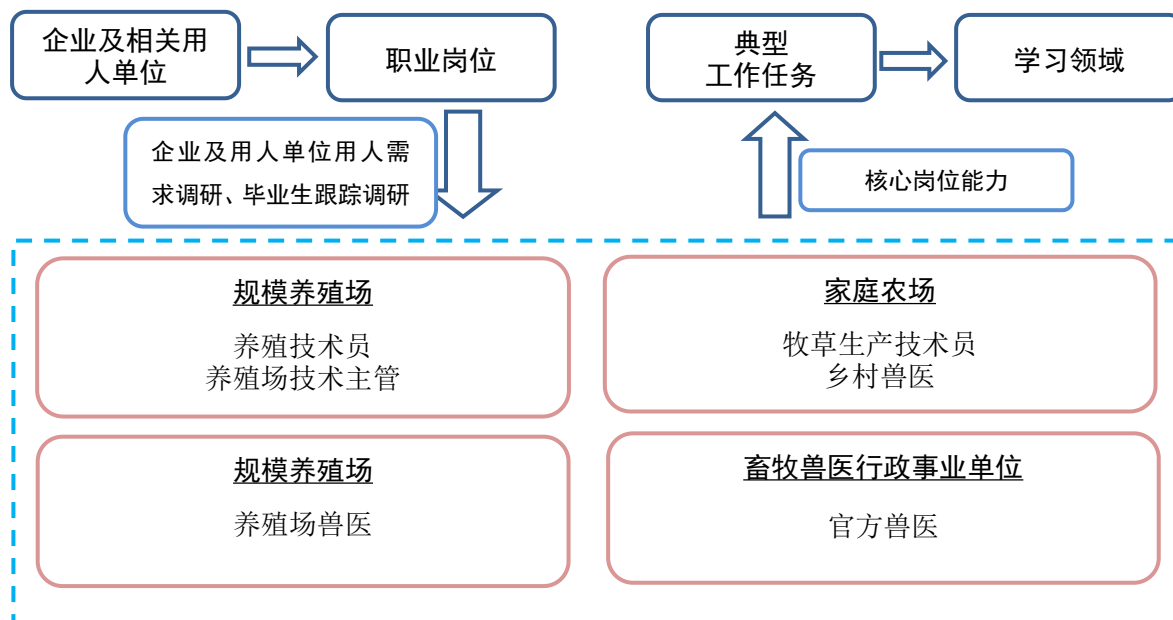 企业及相关用
人单位
职业岗位
典型
工作任务
学习领域
企业及用人单位用人需
求调研、毕业生跟踪调研
核心岗位能力
规模养殖场
养殖技术员
养殖场技术主管
家庭农场
牧草生产技术员
乡村兽医
规模养殖场
养殖场兽医
畜牧兽医行政事业单位
官方兽医